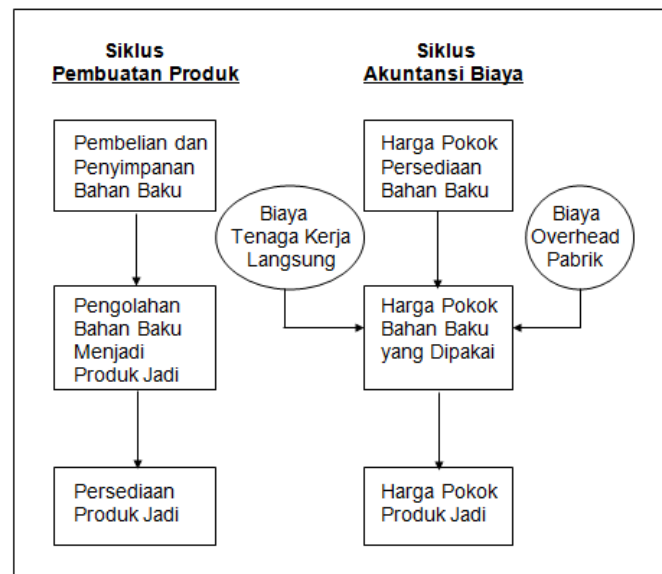 Siklus
Pembuatan Produk
Siklus
Akuntansi Biaya
Pembelian dan
Penyimpanan
Bahan Baku
Harga Pokok
Persediaan
Bahan Baku
Biaya
Tenaga Kerja
Langsung
Biaya
Overhead
Pabrik
Pengolahan
Bahan Baku
Menjadi
Produk Jadi
Harga Pokok
Bahan Baku
yang Dipakai
Persediaan
Produk Jadi
Harga Pokok
Produk Jadi